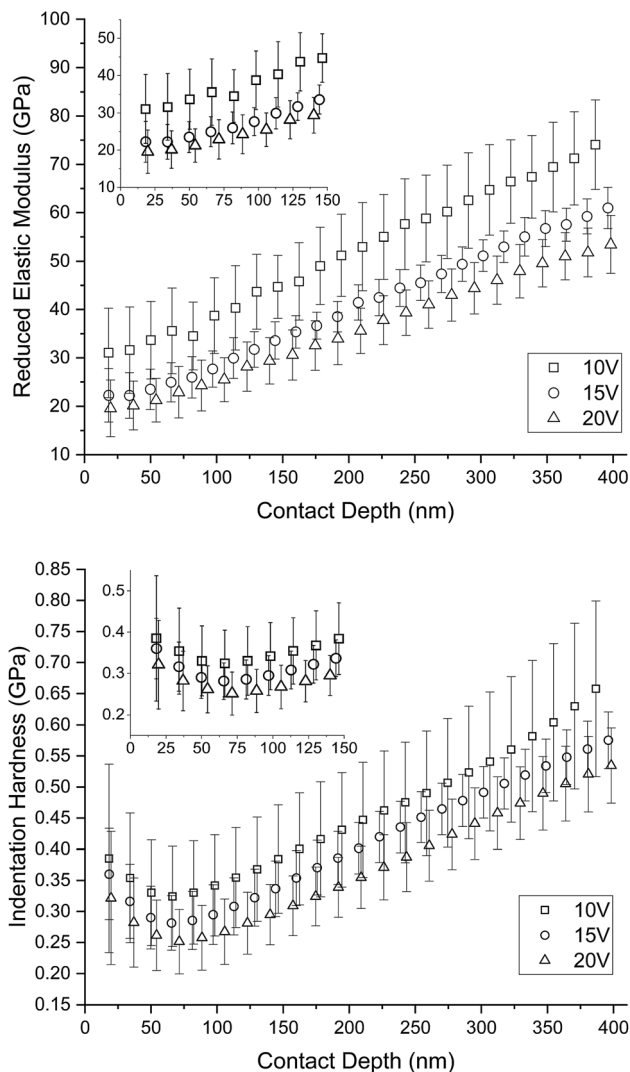 100
90
80
70
60
50
40
30
20
10
Reduced Elastic Modulus (GPa)
50
40
30
20
10
0 25 50 75 100 125 150
10V
15V
20V
0 50 100 150 200 250 300 350 400
Contact Depth (nm)
0.85
0.80
0.75
0.70
0.65
0.60
0.55
0.50
0.45
0.40
0.35
0.30
0.25
0.20
0.15
Indentation Hardness (GPa)
0.5
0.4
0.3
0.2
0 25 50 75 100 125 150
10V
15V
20V
0 50 100 150 200 250 300 350 400
Contact Depth (nm)